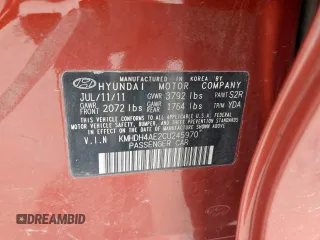 MANUFACTURED IN KOREA BY
HYUNDAI MOTOR COMPANY
JUL/11/11 GVWR 3792 lbs PAINT S2R
GAWR FRONT 2072 lbs GAWR REAR 1764 lbs TRIM YDA
THIS VEHICLE CONFORMS TO ALL APPLICABLE
U.S. FEDERAL MOTOR VEHICLE SAFETY,
BUMPER, AND THEFT PREVENTION STANDARDS
IN EFFECT ON THE DATE OF MANUFACTURE
SHOWN ABOVE.
V.I.N KMHDH4AE2CU245970
PASSENGER CAR